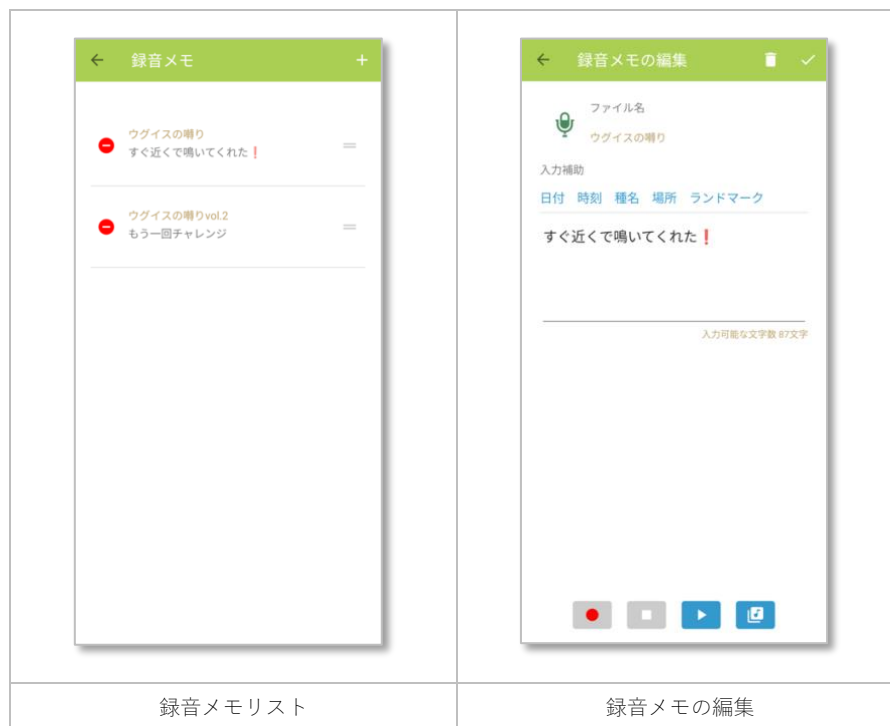 録音メモ
ウグイスの囀り
すぐ近くで鳴いてくれた❗
ウグイスの囀りvol.2
もう一回チャレンジ
録音メモリスト
録音メモの編集
ファイル名
ウグイスの囀り
入力補助
日付 時刻 種名 場所 ランドマーク
すぐ近くで鳴いてくれた❗
入力可能な文字数 87文字
録音メモの編集